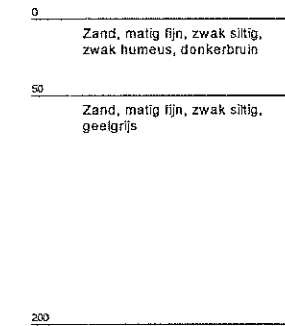 0
Zand, matig fijn, zwak siltig,
zwak humeus, donkerbruin
50
Zand, matig fijn, zwak siltig,
geelgrijs
200